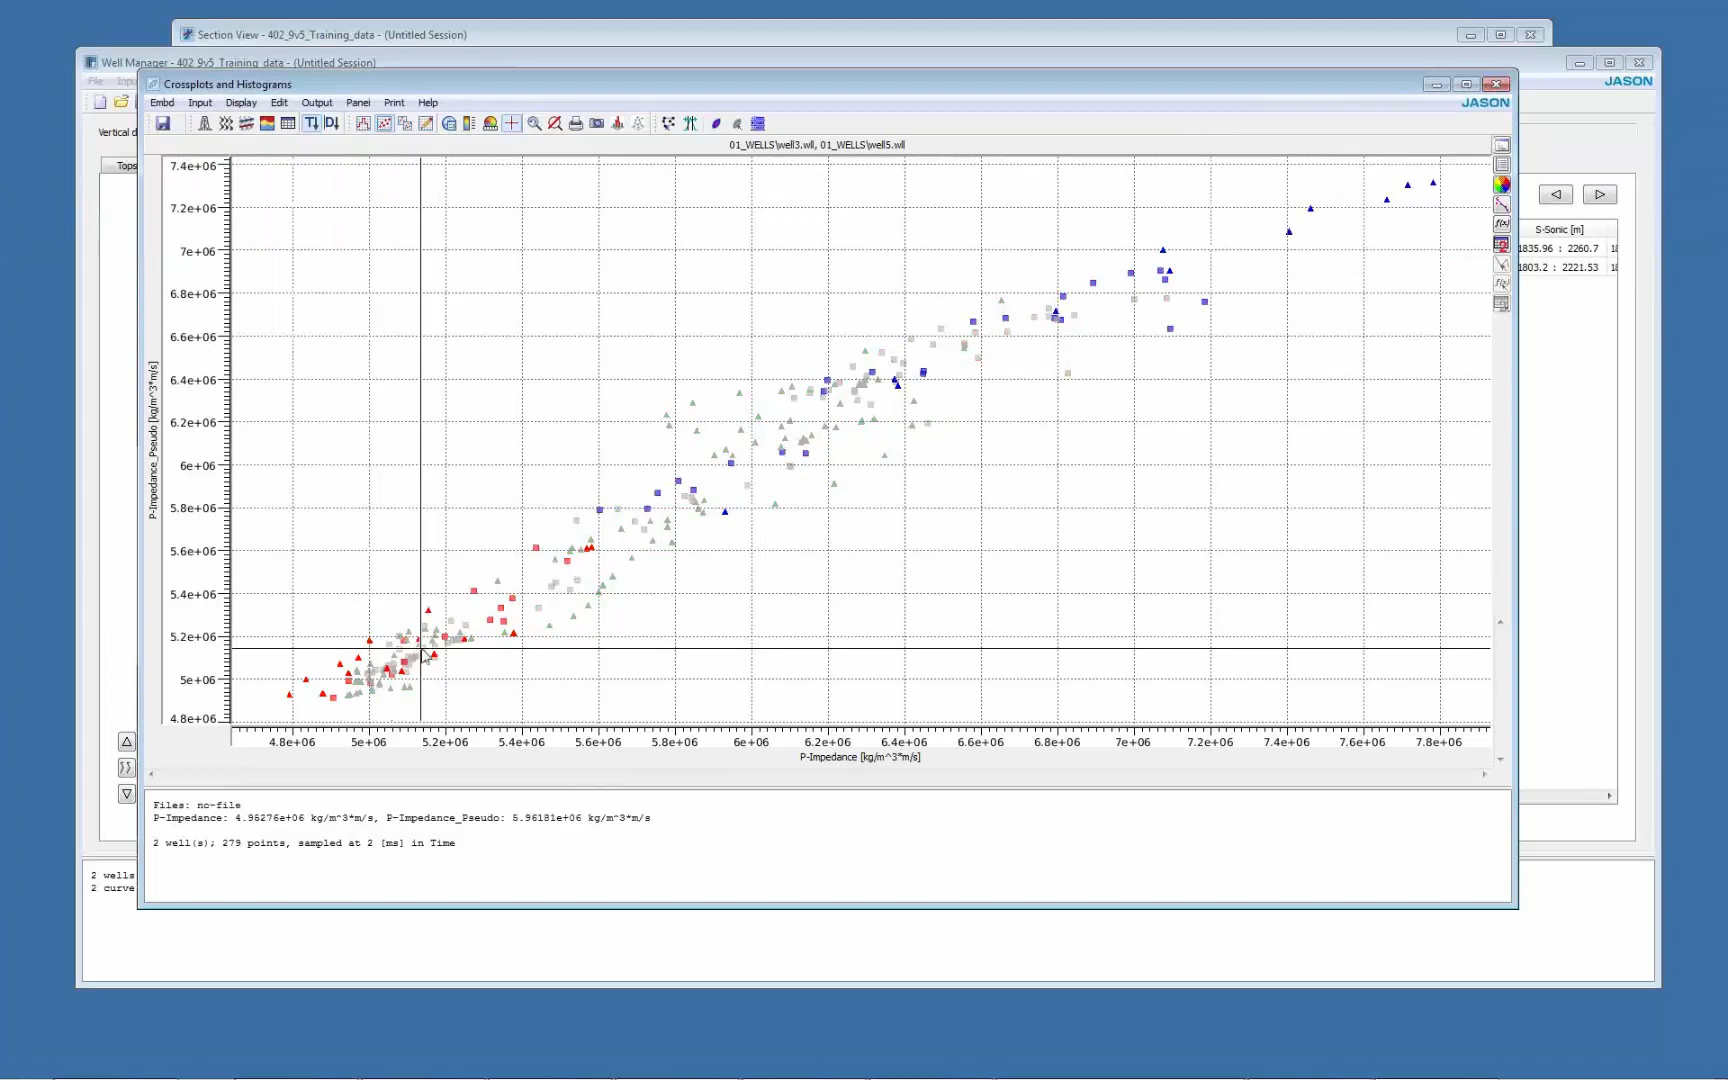 Section View - 402_9v5_Training_data - (Untitled Session)
Well Manager - 402_9v5_Training_data - (Untitled Session)
File
JASON
Crossplots and Histograms
Embd Input Display Edit Output Panel Print Help
JASON
Vertical d
01_WELLS\well3.wll, 01_WELLS\well5.wll
Tops
7.4e+06
7.2e+06
7e+06
6.8e+06
6.6e+06
6.4e+06
6.2e+06
6e+06
5.8e+06
5.6e+06
5.4e+06
5.2e+06
5e+06
4.8e+06
P-Impedance_Pseudo [kg/m^3*m/s]
4.8e+06 5e+06 5.2e+06 5.4e+06 5.6e+06 5.8e+06 6e+06 6.2e+06 6.4e+06 6.6e+06 6.8e+06 7e+06 7.2e+06 7.4e+06 7.6e+06 7.8e+06
P-Impedance [kg/m^3*m/s]
S-Sonic [m]
1835.96 : 2260.7
1803.2 : 2221.53
Files: no-file
P-Impedance: 4.95276e+06 kg/m^3*m/s, P-Impedance_Pseudo: 5.96181e+06 kg/m^3*m/s
2 well(s); 279 points, sampled at 2 [ms] in Time
2 wells
2 curve